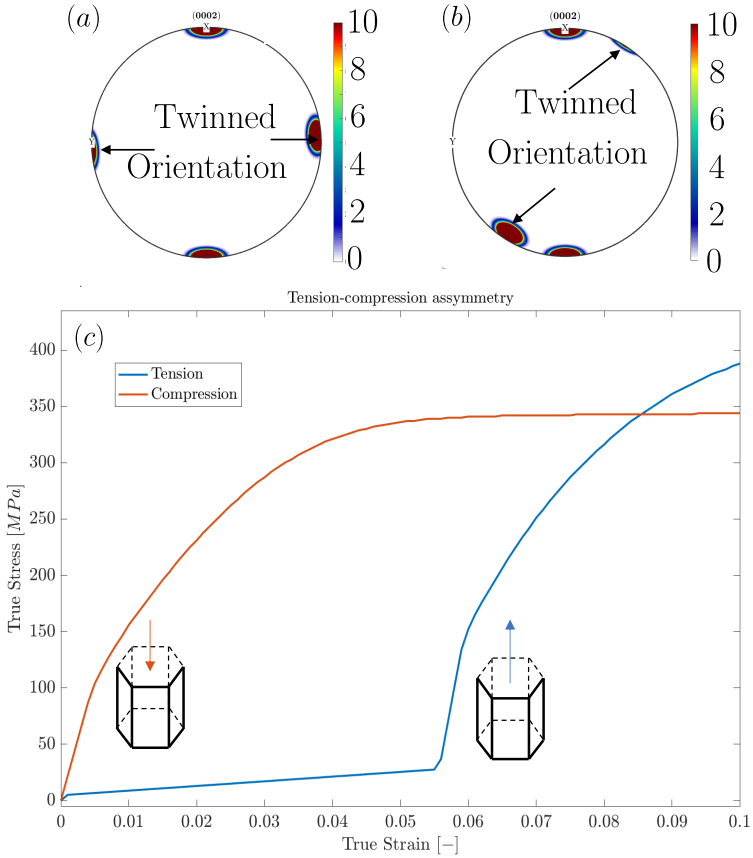 (a)
(0002)
X
Y
Twinned
Orientation
10
8
6
4
2
0
(b)
(0002)
X
Y
Twinned
Orientation
10
8
6
4
2
0
Tension-compression assymmetry
(c)
Tension
Compression
400
350
300
250
200
150
100
50
0
True Stress [MPa]
0 0.01 0.02 0.03 0.04 0.05 0.06 0.07 0.08 0.09 0.1
True Strain [−]